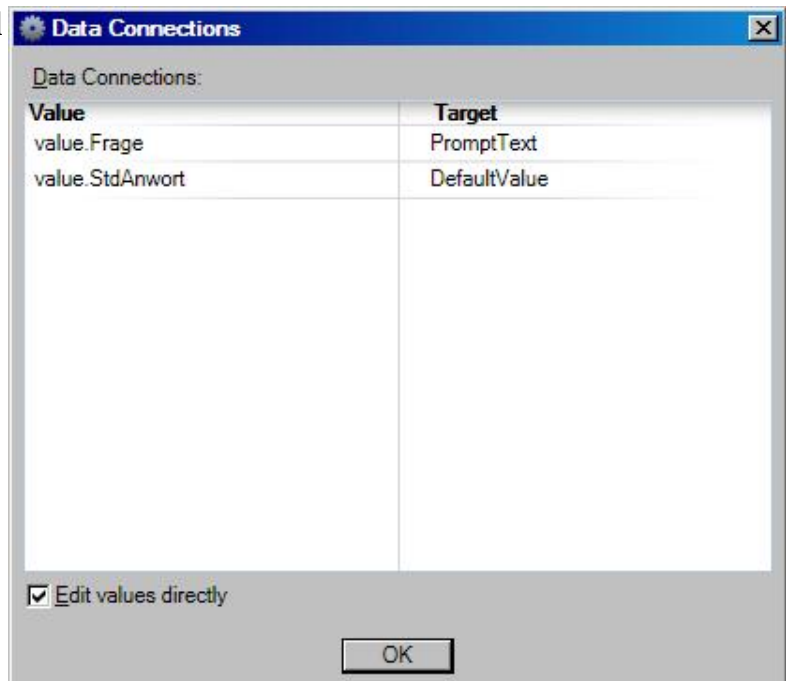 Data Connections
Data Connections:
Value Target
value.Frage PromptText
value.StdAnwort DefaultValue
Edit values directly
OK